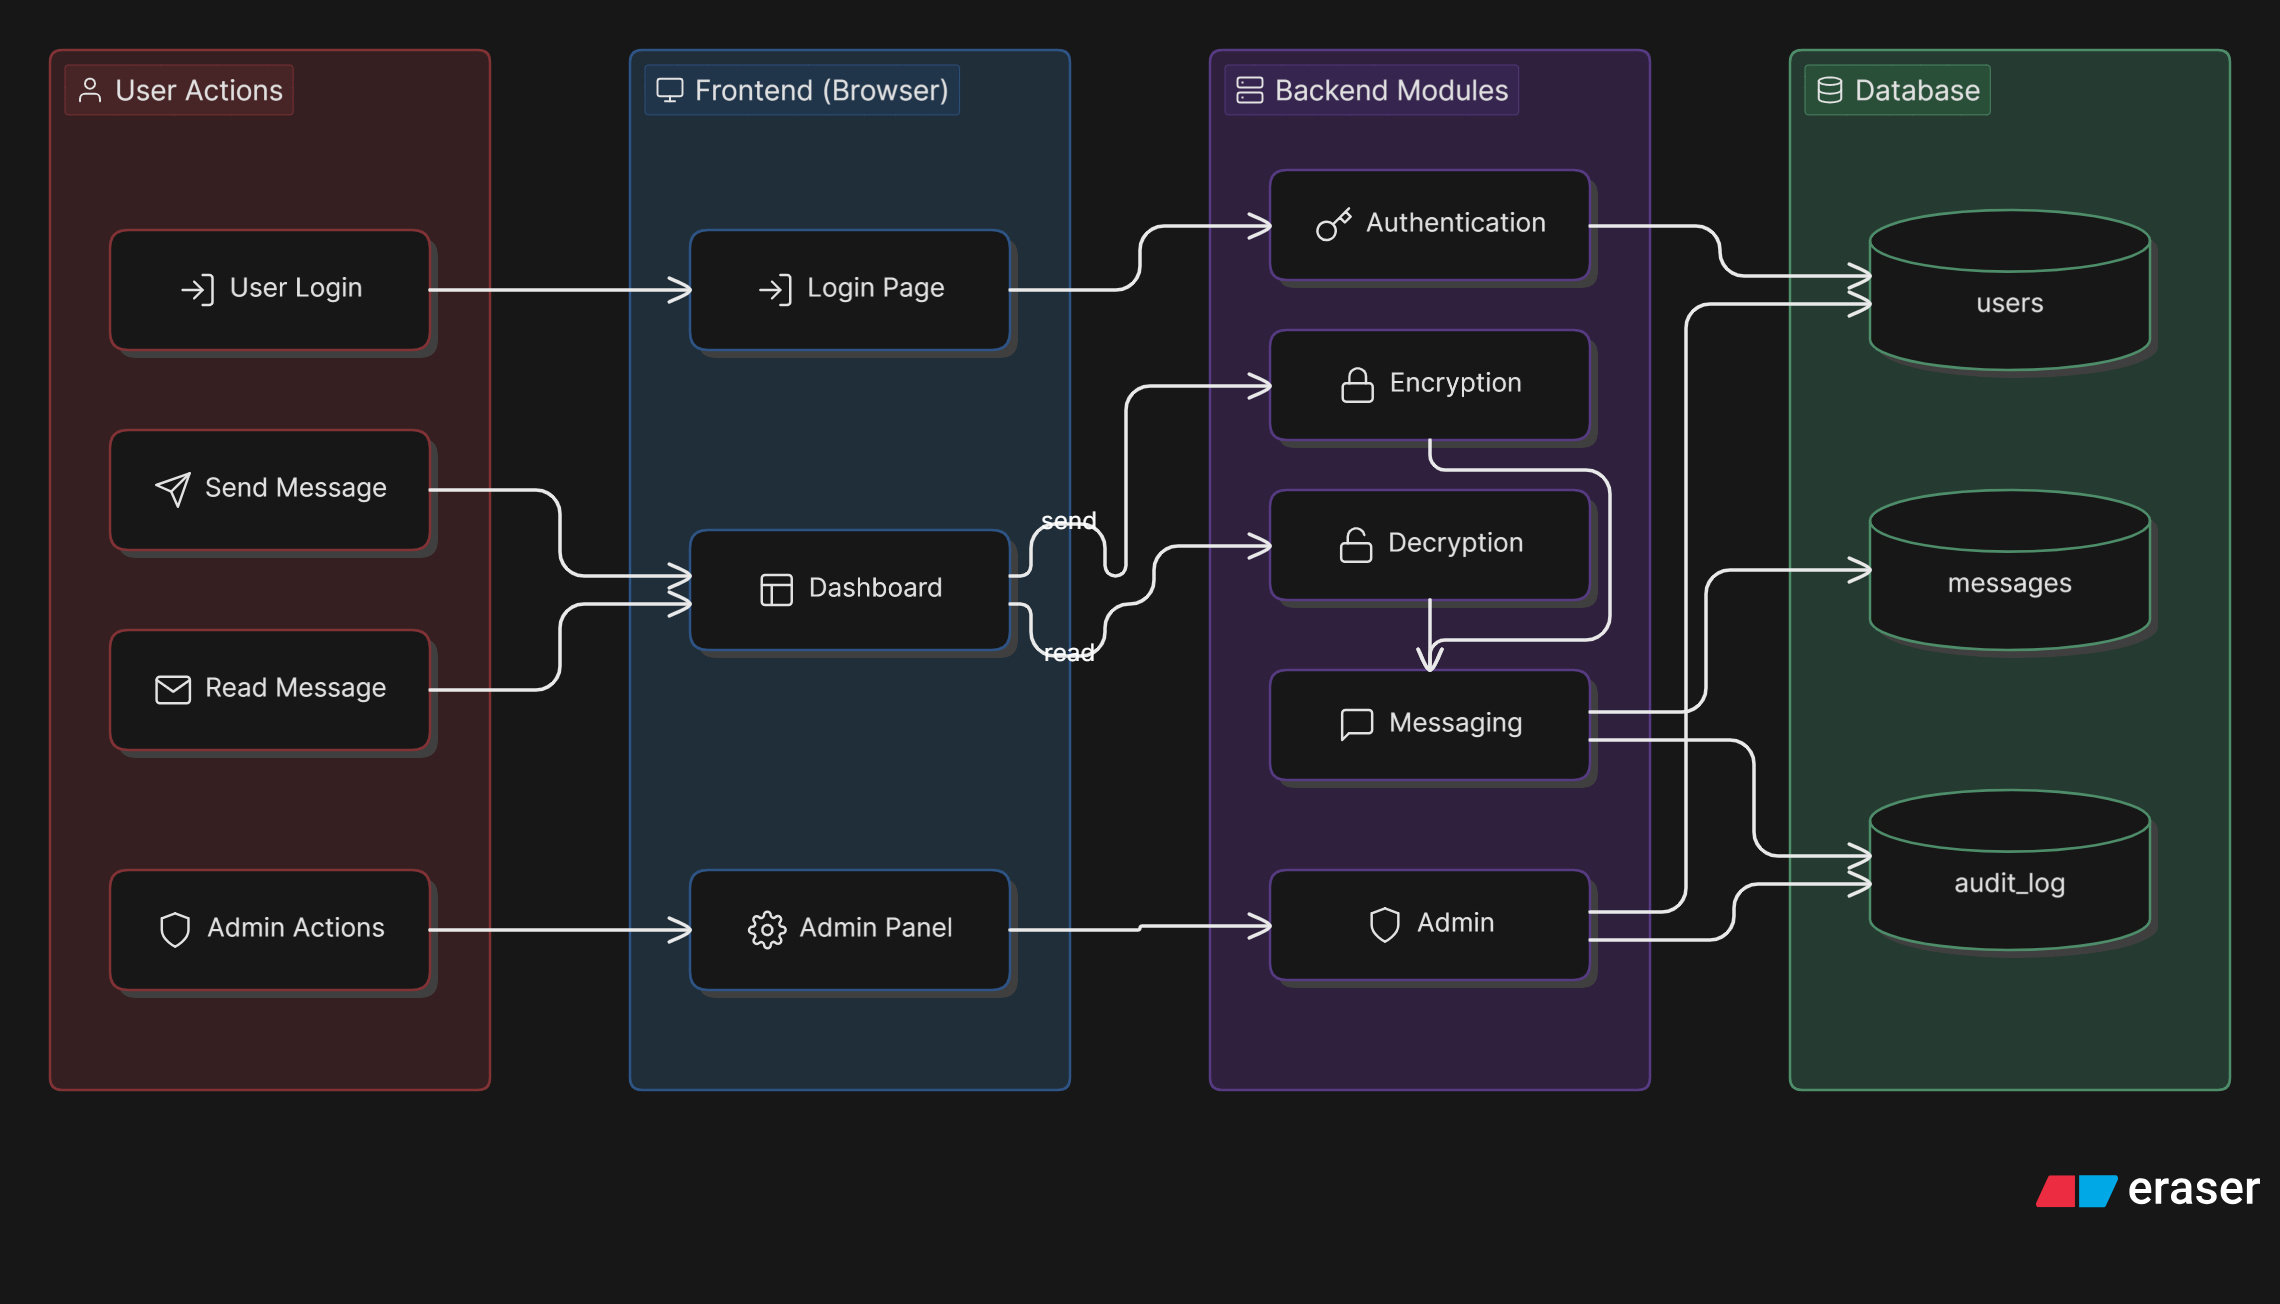 User Actions
User Login
Send Message
Read Message
Admin Actions
Frontend (Browser)
Login Page
Dashboard
Admin Panel
send
read
Backend Modules
Authentication
Encryption
Decryption
Messaging
Admin
Database
users
messages
audit_log
eraser